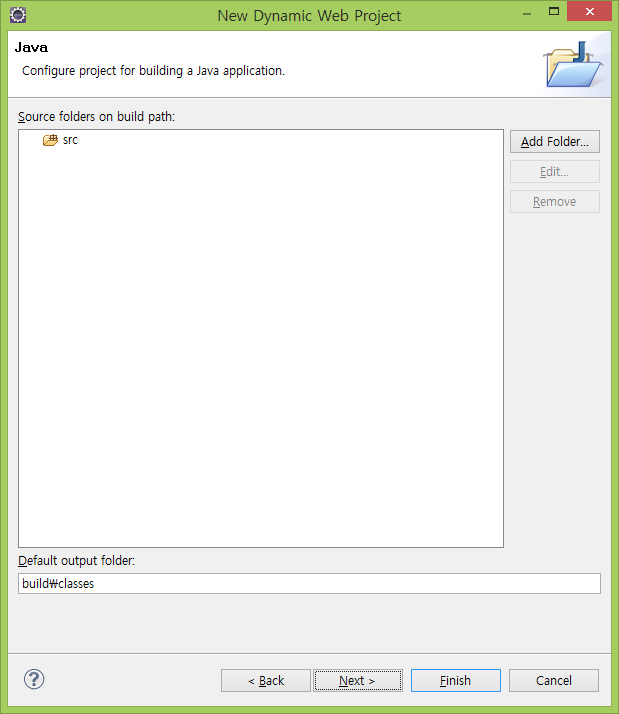 New Dynamic Web Project
Java
Configure project for building a Java application.
Source folders on build path:
src
Add Folder...
Edit...
Remove
Default output folder:
build₩classes
< Back
Next >
Finish
Cancel